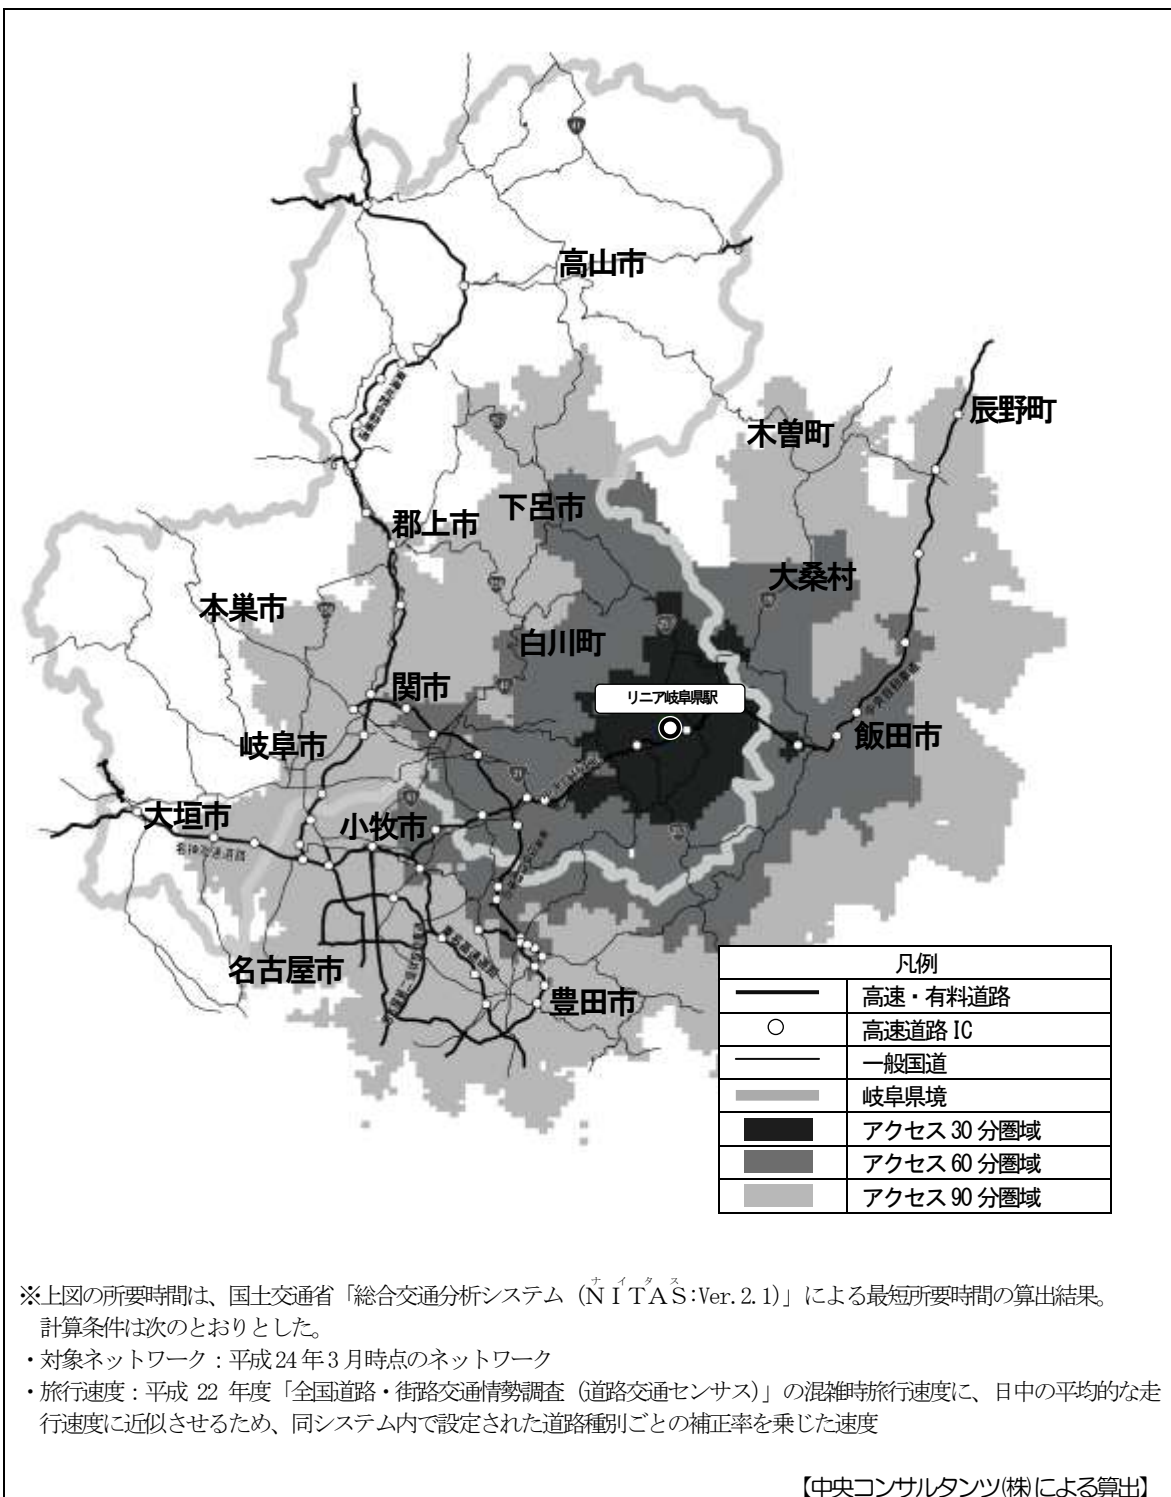 高山市
辰野町
木曽町
下呂市
郡上市
大桑村
本巣市
白川町
関市
リニア岐阜県駅
岐阜市
飯田市
大垣市
小牧市
名神高速道路
名古屋市
豊田市
凡例
高速・有料道路
高速道路 IC
一般国道
岐阜県境
アクセス 30 分圏域
アクセス 60 分圏域
アクセス 90 分圏域
ナイタス
※上図の所要時間は、国土交通省「総合交通分析システム（NITAS:Ver.2.1)」による最短所要時間の算出結果。
計算条件は次のとおりとした。
・対象ネットワーク：平成24年3月時点のネットワーク
・旅行速度：平成 22 年度「全国道路・街路交通情勢調査（道路交通センサス）」の混雑時旅行速度に、日中の平均的な走
行速度に近似させるため、同システム内で設定された道路種別ごとの補正率を乗じた速度
【中央コンサルタンツ(株)による算出】